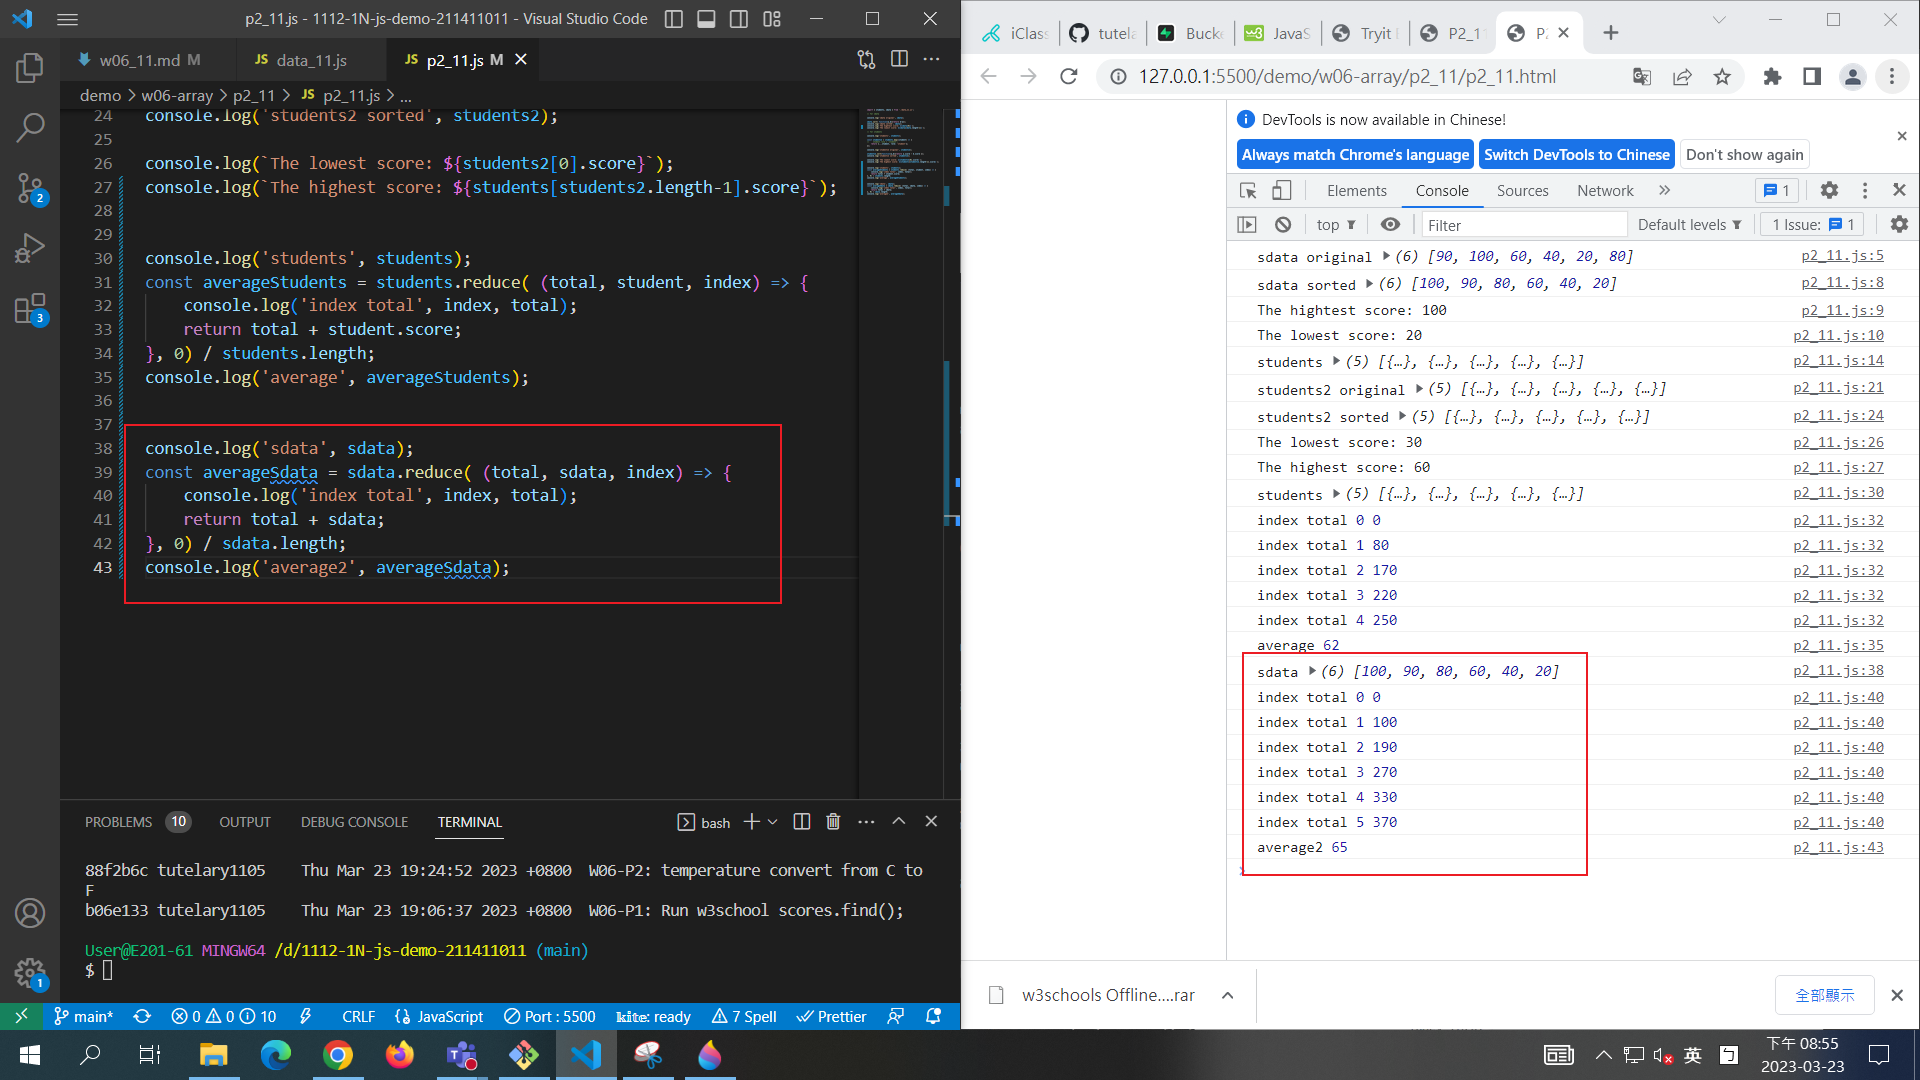 p2_11.js - 1112-1N-js-demo-211411011 - Visual Studio Code
w06_11.md M
JS data_11.js
JS p2_11.js M
demo > w06-array > p2_11 > JS p2_11.js > ...
24 console.log('students2 sorted', students2);
25
26 console.log(`The lowest score: ${students2[0].score}`);
27 console.log(`The highest score: ${students[students2.length-1].score}`);
28
29
30 console.log('students', students);
31 const averageStudents = students.reduce( (total, student, index) => {
32 console.log('index total', index, total);
33 return total + student.score;
34 }, 0) / students.length;
35 console.log('average', averageStudents);
36
37
38 console.log('sdata', sdata);
39 const averageSdata = sdata.reduce( (total, sdata, index) => {
40 console.log('index total', index, total);
41 return total + sdata;
42 }, 0) / sdata.length;
43 console.log('average2', averageSdata);
2
3
1
PROBLEMS 10 OUTPUT DEBUG CONSOLE TERMINAL
bash
88f2b6c tutelary1105 Thu Mar 23 19:24:52 2023 +0800 W06-P2: temperature convert from C to
F
b06e133 tutelary1105 Thu Mar 23 19:06:37 2023 +0800 W06-P1: Run w3school scores.find();
User@E201-61 MINGW64 /d/1112-1N-js-demo-211411011 (main)
$
main* 0 0 10 CRLF JavaScript Port : 5500 kite: ready 7 Spell Prettier
iClas
tutela
Bucke
JavaS
Tryit
P2_1
P2
127.0.0.1:5500/demo/w06-array/p2_11/p2_11.html
DevTools is now available in Chinese!
Always match Chrome's language
Switch DevTools to Chinese
Don't show again
Elements Console Sources Network 1
top Filter Default levels 1 Issue: 1
sdata original (6) [90, 100, 60, 40, 20, 80] p2_11.js:5
sdata sorted (6) [100, 90, 80, 60, 40, 20] p2_11.js:8
The hightest score: 100 p2_11.js:9
The lowest score: 20 p2_11.js:10
students (5) [{…}, {…}, {…}, {…}, {…}] p2_11.js:14
students2 original (5) [{…}, {…}, {…}, {…}, {…}] p2_11.js:21
students2 sorted (5) [{…}, {…}, {…}, {…}, {…}] p2_11.js:24
The lowest score: 30 p2_11.js:26
The highest score: 60 p2_11.js:27
students (5) [{…}, {…}, {…}, {…}, {…}] p2_11.js:30
index total 0 0 p2_11.js:32
index total 1 80 p2_11.js:32
index total 2 170 p2_11.js:32
index total 3 220 p2_11.js:32
index total 4 250 p2_11.js:32
average 62 p2_11.js:35
sdata (6) [100, 90, 80, 60, 40, 20] p2_11.js:38
index total 0 0 p2_11.js:40
index total 1 100 p2_11.js:40
index total 2 190 p2_11.js:40
index total 3 270 p2_11.js:40
index total 4 330 p2_11.js:40
index total 5 370 p2_11.js:40
average2 65 p2_11.js:43
w3schools Offline....rar
全部顯示
英
下午 08:55
2023-03-23